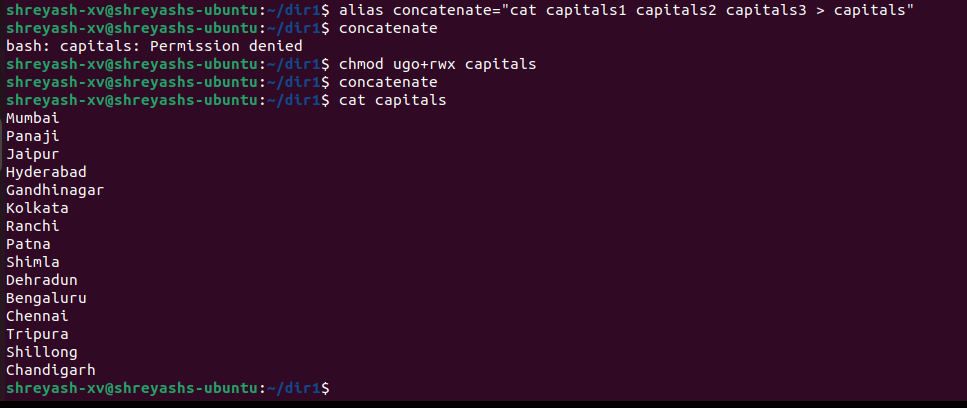 shreyash-xv@shreyashs-ubuntu:~/dir1$ alias concatenate="cat capitals1 capitals2 capitals3 > capitals"
shreyash-xv@shreyashs-ubuntu:~/dir1$ concatenate
bash: capitals: Permission denied
shreyash-xv@shreyashs-ubuntu:~/dir1$ chmod ugo+rwx capitals
shreyash-xv@shreyashs-ubuntu:~/dir1$ concatenate
shreyash-xv@shreyashs-ubuntu:~/dir1$ cat capitals
Mumbai
Panaji
Jaipur
Hyderabad
Gandhinagar
Kolkata
Ranchi
Patna
Shimla
Dehradun
Bengaluru
Chennai
Tripura
Shillong
Chandigarh
shreyash-xv@shreyashs-ubuntu:~/dir1$